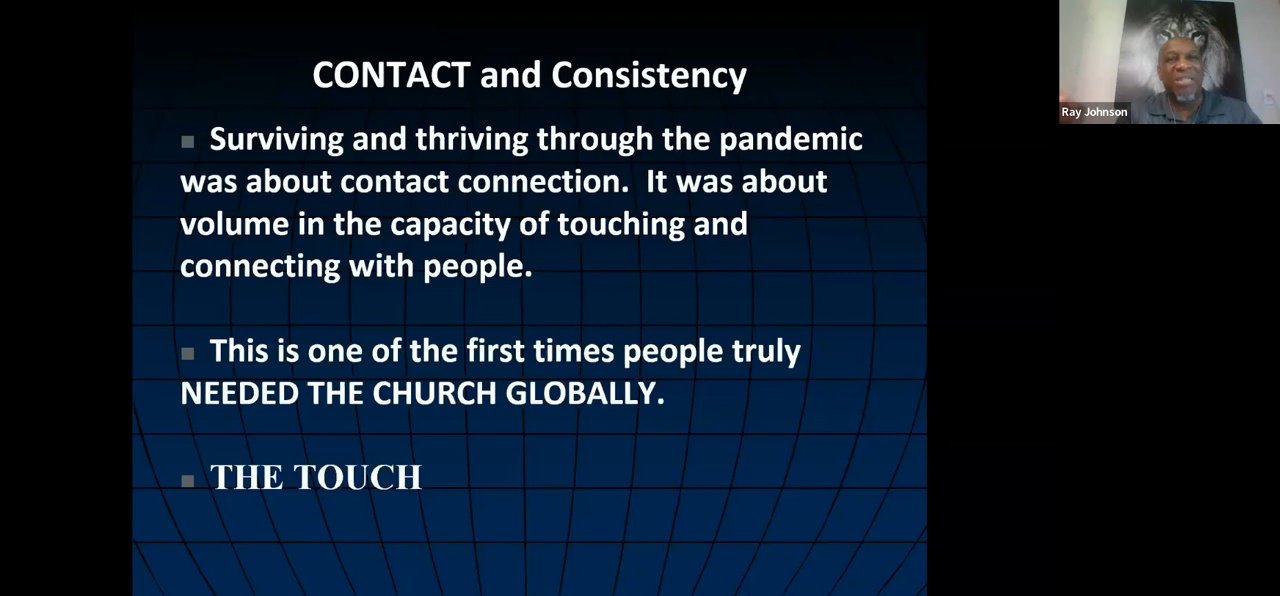 CONTACT and Consistency
Surviving and thriving through the pandemic
was about contact connection.  It was about
volume in the capacity of touching and
connecting with people.
This is one of the first times people truly
NEEDED THE CHURCH GLOBALLY.
THE TOUCH
Ray Johnson